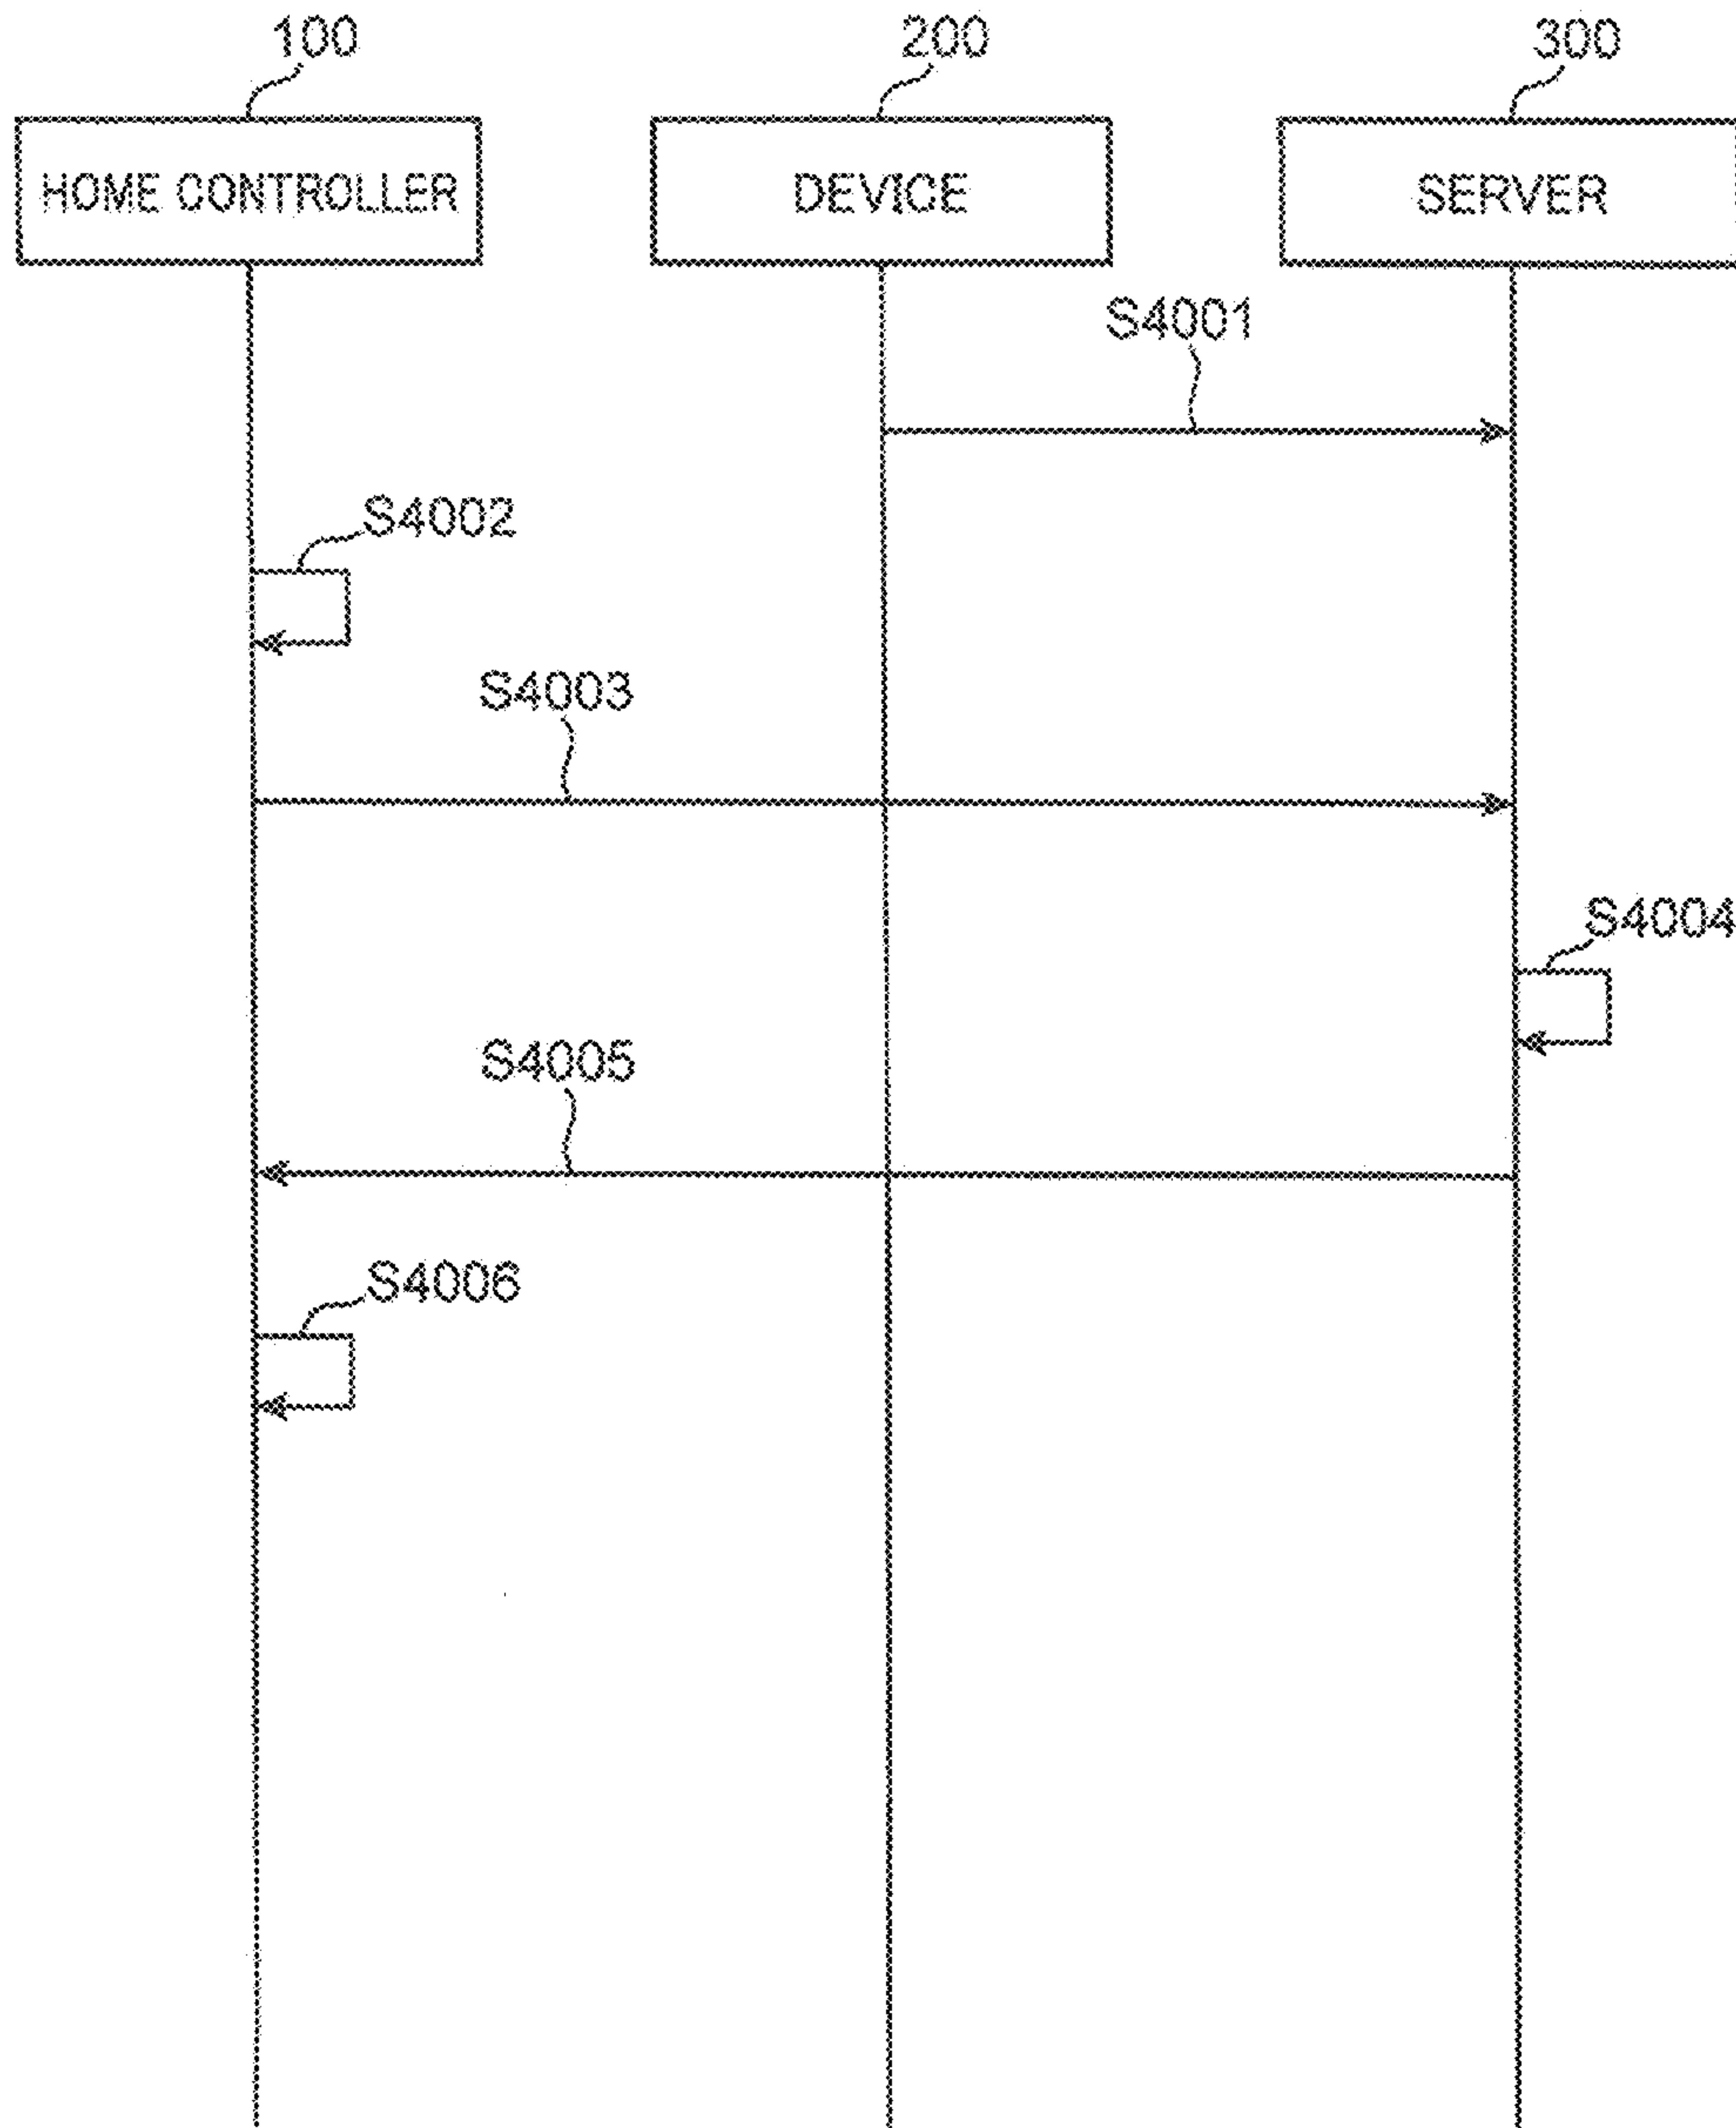 100 200 300
HOME CONTROLLER DEVICE SERVER
S4001
S4002
S4003
S4004
S4005
S4006